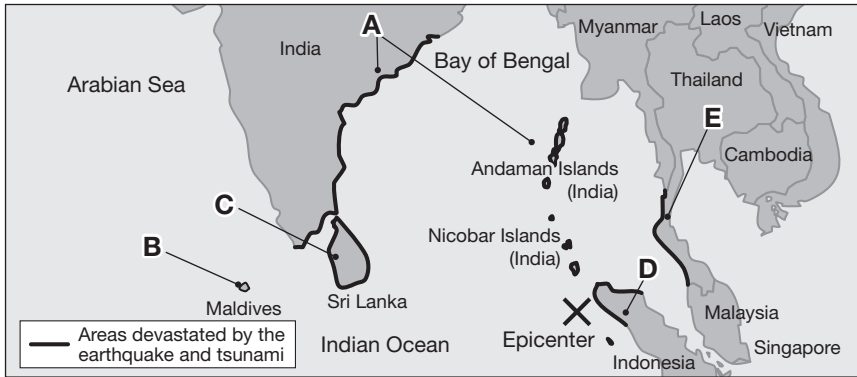 A
India
Myanmar
Laos
Vietnam
Bay of Bengal
Arabian Sea
Thailand
E
Andaman Islands
(India)
Cambodia
C
B
Nicobar Islands
(India)
D
Maldives
Sri Lanka
Malaysia
Areas devastated by the
earthquake and tsunami
Indian Ocean
Epicenter
Singapore
Indonesia